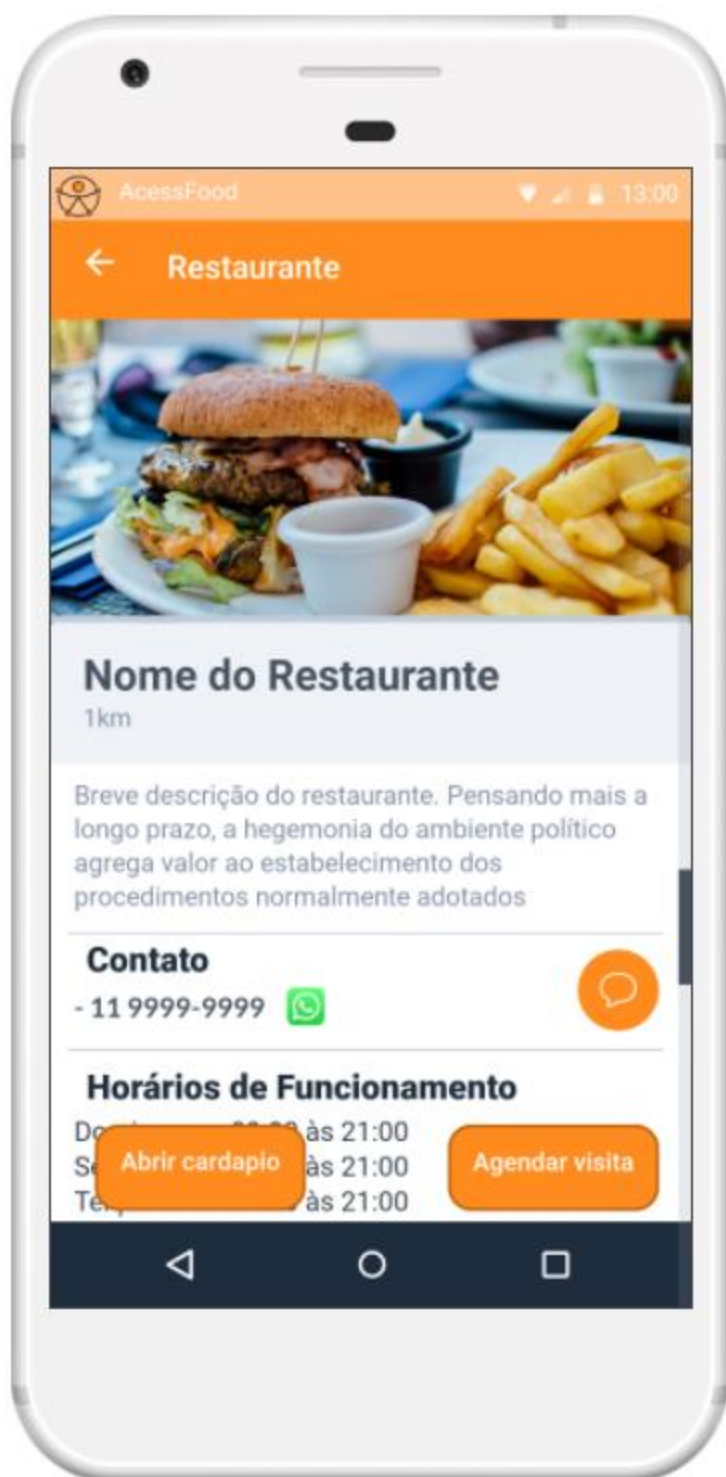 AcessFood 13:00
Restaurante
Nome do Restaurante
1km
Breve descrição do restaurante. Pensando mais a
longo prazo, a hegemonia do ambiente político
agrega valor ao estabelecimento dos
procedimentos normalmente adotados
Contato
- 11 9999-9999
Horários de Funcionamento
às 21:00
às 21:00
às 21:00
Abrir cardapio
Agendar visita